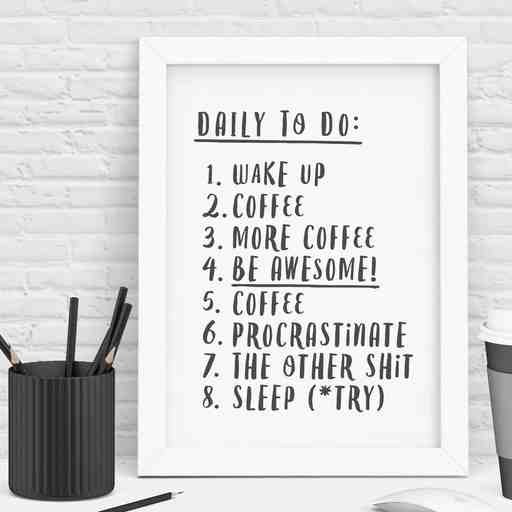 DAILY TO DO:
1. WAKE UP
2. COFFEE
3. MORE COFFEE
4. BE AWESOME!
5. COFFEE
6. PROCRASTiNATE
7. THE OTHER SHiT
8. SLEEP (*TRY)